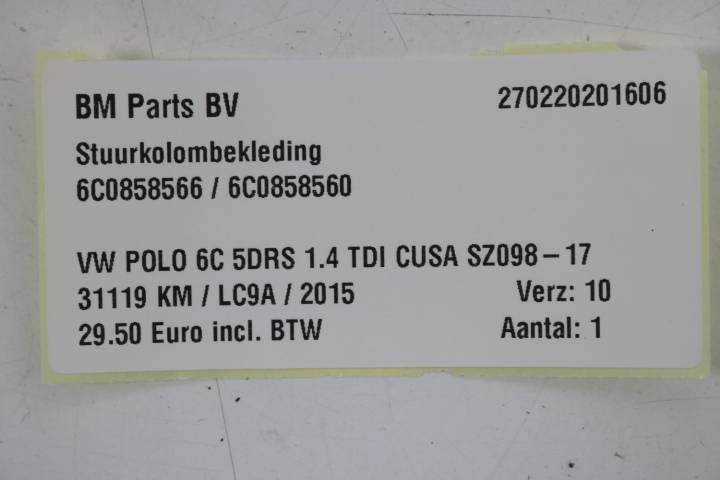 BM Parts BV 270220201606
Stuurkolombekleding
6C0858566 / 6C0858560
VW POLO 6C 5DRS 1.4 TDI CUSA SZ098-17
31119 KM / LC9A / 2015 Verz: 10
29.50 Euro incl. BTW Aantal: 1